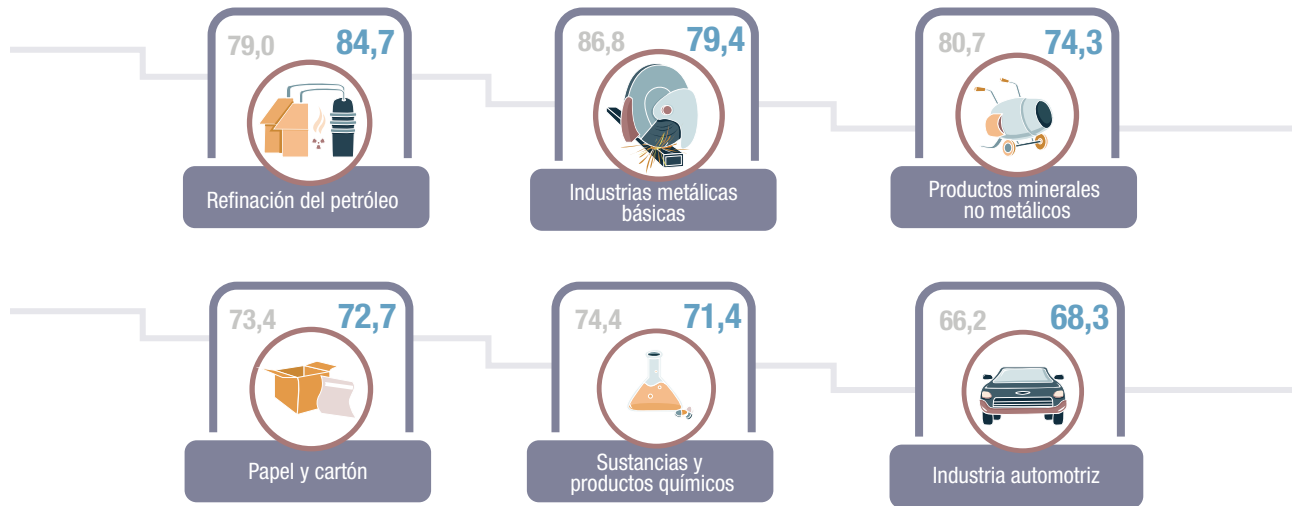 79,0 84,7
Refinación del petróleo
86,8 79,4
Industrias metálicas
básicas
80,7 74,3
Productos minerales
no metálicos
73,4 72,7
Papel y cartón
74,4 71,4
Sustancias y
productos químicos
66,2 68,3
Industria automotriz